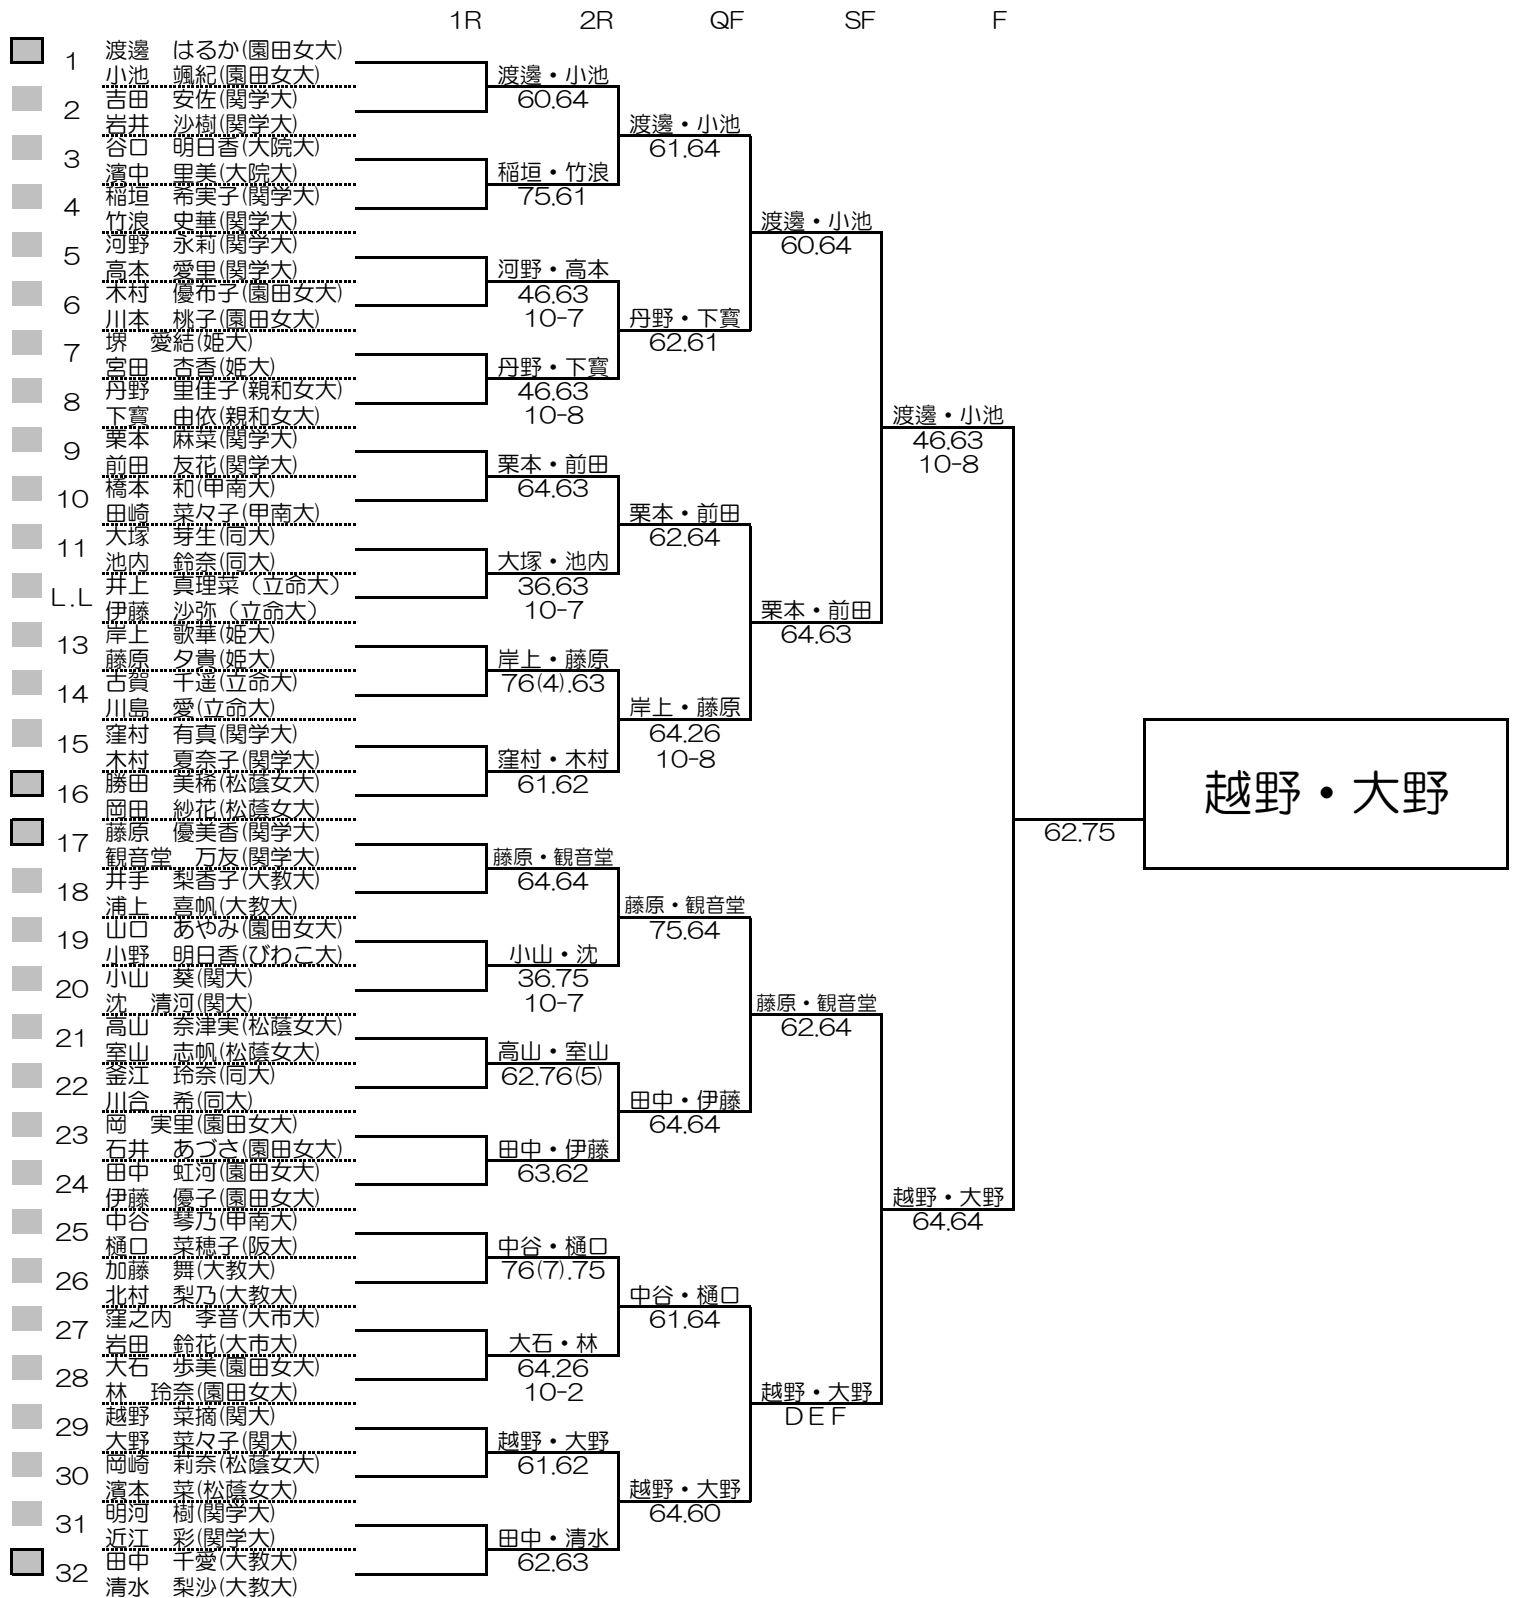 1R 2R QF SF F
1 渡邊 はるか(園田女大)
小池 颯紀(園田女大)
2 吉田 安佐(関学大)
岩井 沙樹(関学大)
3 谷口 明日香(大院大)
濱中 里美(大院大)
4 稲垣 希実子(関学大)
竹浪 史華(関学大)
5 河野 永莉(関学大)
高本 愛里(関学大)
6 木村 優布子(園田女大)
川本 桃子(園田女大)
7 堺 愛結(姫大)
宮田 杏香(姫大)
8 丹野 里佳子(親和女大)
下寳 由依(親和女大)
9 栗本 麻菜(関学大)
前田 友花(関学大)
10 橋本 和(甲南大)
田崎 菜々子(甲南大)
11 大塚 芽生(同大)
池内 鈴奈(同大)
L.L 井上 真理菜（立命大）
伊藤 沙弥（立命大）
13 岸上 歌華(姫大)
藤原 夕貴(姫大)
14 古賀 千遥(立命大)
川島 愛(立命大)
15 窪村 有真(関学大)
木村 夏奈子(関学大)
16 勝田 美稀(松蔭女大)
岡田 紗花(松蔭女大)
17 藤原 優美香(関学大)
観音堂 万友(関学大)
18 井手 梨香子(大教大)
浦上 喜帆(大教大)
19 山口 あやみ(園田女大)
小野 明日香(びわこ大)
20 小山 葵(関大)
沈 清河(関大)
21 高山 奈津実(松蔭女大)
室山 志帆(松蔭女大)
22 釜江 玲奈(同大)
川合 希(同大)
23 岡 実里(園田女大)
石井 あづさ(園田女大)
24 田中 虹河(園田女大)
伊藤 優子(園田女大)
25 中谷 琴乃(甲南大)
樋口 菜穂子(阪大)
26 加藤 舞(大教大)
北村 梨乃(大教大)
27 窪之内 李音(大市大)
岩田 鈴花(大市大)
28 大石 歩美(園田女大)
林 玲奈(園田女大)
29 越野 菜摘(関大)
大野 菜々子(関大)
30 岡崎 莉奈(松蔭女大)
濱本 菜(松蔭女大)
31 明河 樹(関学大)
近江 彩(関学大)
32 田中 千愛(大教大)
清水 梨沙(大教大)
渡邊・小池
60.64
稲垣・竹浪
75.61
河野・高本
46.63
10-7
丹野・下寳
46.63
10-8
栗本・前田
64.63
大塚・池内
36.63
10-7
岸上・藤原
76(4).63
窪村・木村
61.62
藤原・観音堂
64.64
小山・沈
36.75
10-7
高山・室山
62.76(5)
田中・伊藤
63.62
中谷・樋口
76(7).75
大石・林
64.26
10-2
越野・大野
61.62
田中・清水
62.63
渡邊・小池
61.64
丹野・下寳
62.61
栗本・前田
62.64
岸上・藤原
64.26
10-8
藤原・観音堂
75.64
田中・伊藤
64.64
中谷・樋口
61.64
越野・大野
64.60
渡邊・小池
60.64
栗本・前田
64.63
藤原・観音堂
62.64
越野・大野
ＤＥＦ
渡邊・小池
46.63
10-8
越野・大野
64.64
62.75
越野・大野